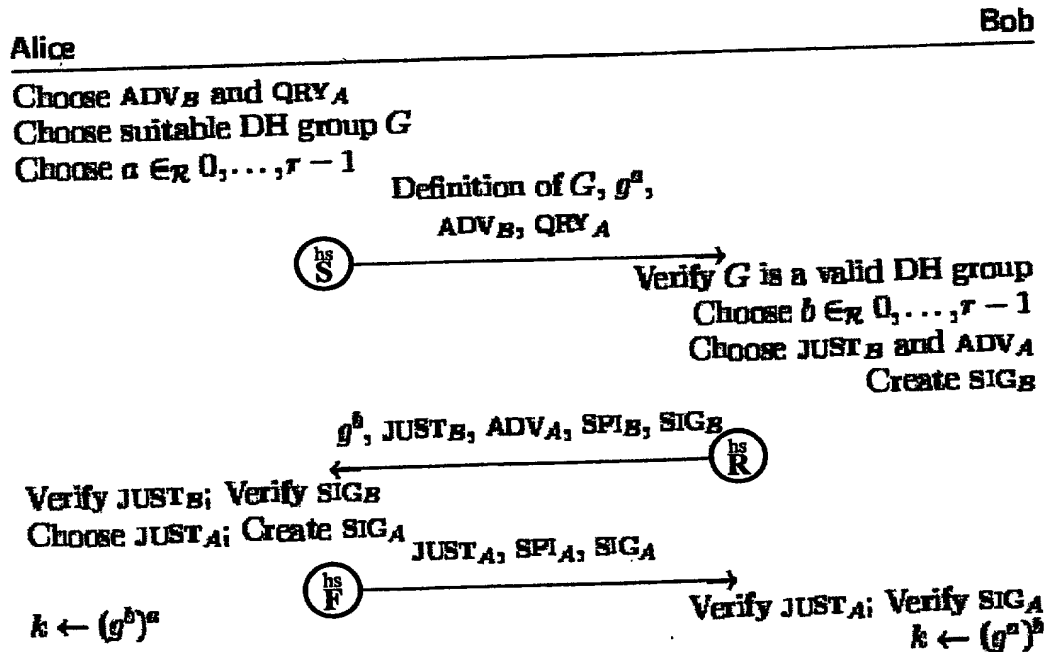 Alice
Bob
Choose ADV_B and QRY_A
Choose suitable DH group G
Choose a ∈_R 0,…,r − 1
Definition of G, g^a,
ADV_B, QRY_A
hs
S
Verify G is a valid DH group
Choose b ∈_R 0,…,r − 1
Choose JUST_B and ADV_A
Create SIG_B
g^b, JUST_B, ADV_A, SPI_B, SIG_B
hs
R
Verify JUST_B; Verify SIG_B
Choose JUST_A; Create SIG_A
JUST_A, SPI_A, SIG_A
hs
F
Verify JUST_A; Verify SIG_A
k ← (g^b)^a
k ← (g^a)^b